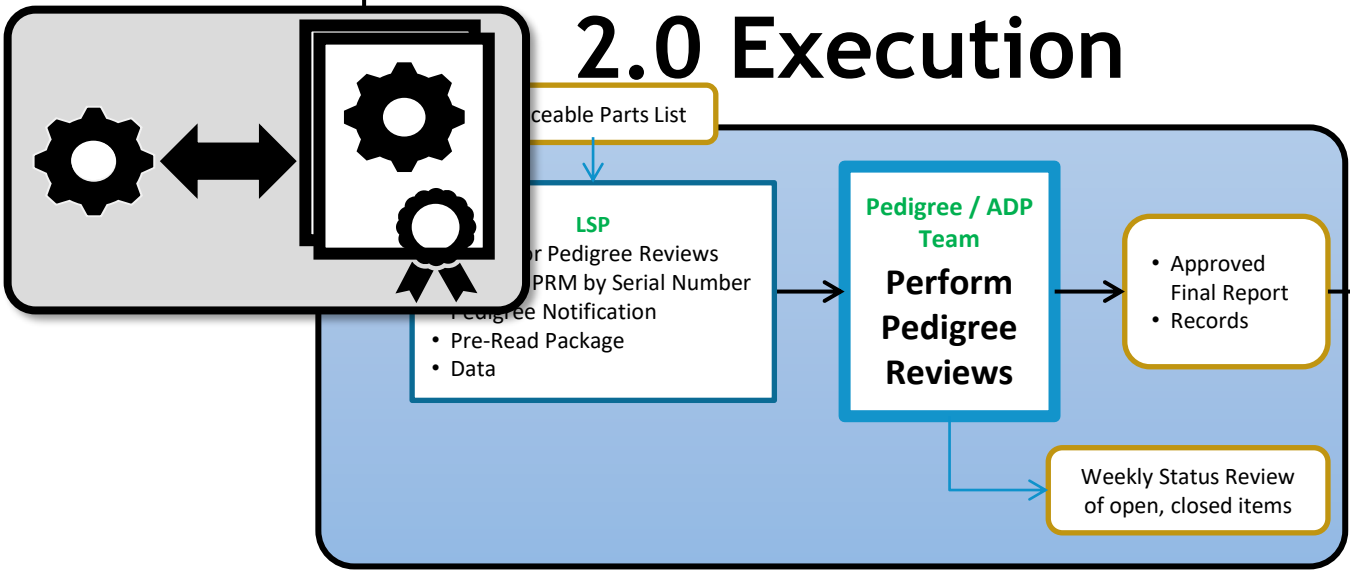 2.0 Execution
Parts List
LSP
Pedigree Reviews
PRM by Serial Number
Pedigree Notification
• Pre-Read Package
• Data
Pedigree / ADP
Team
Perform
Pedigree
Reviews
• Approved
Final Report
• Records
Weekly Status Review
of open, closed items